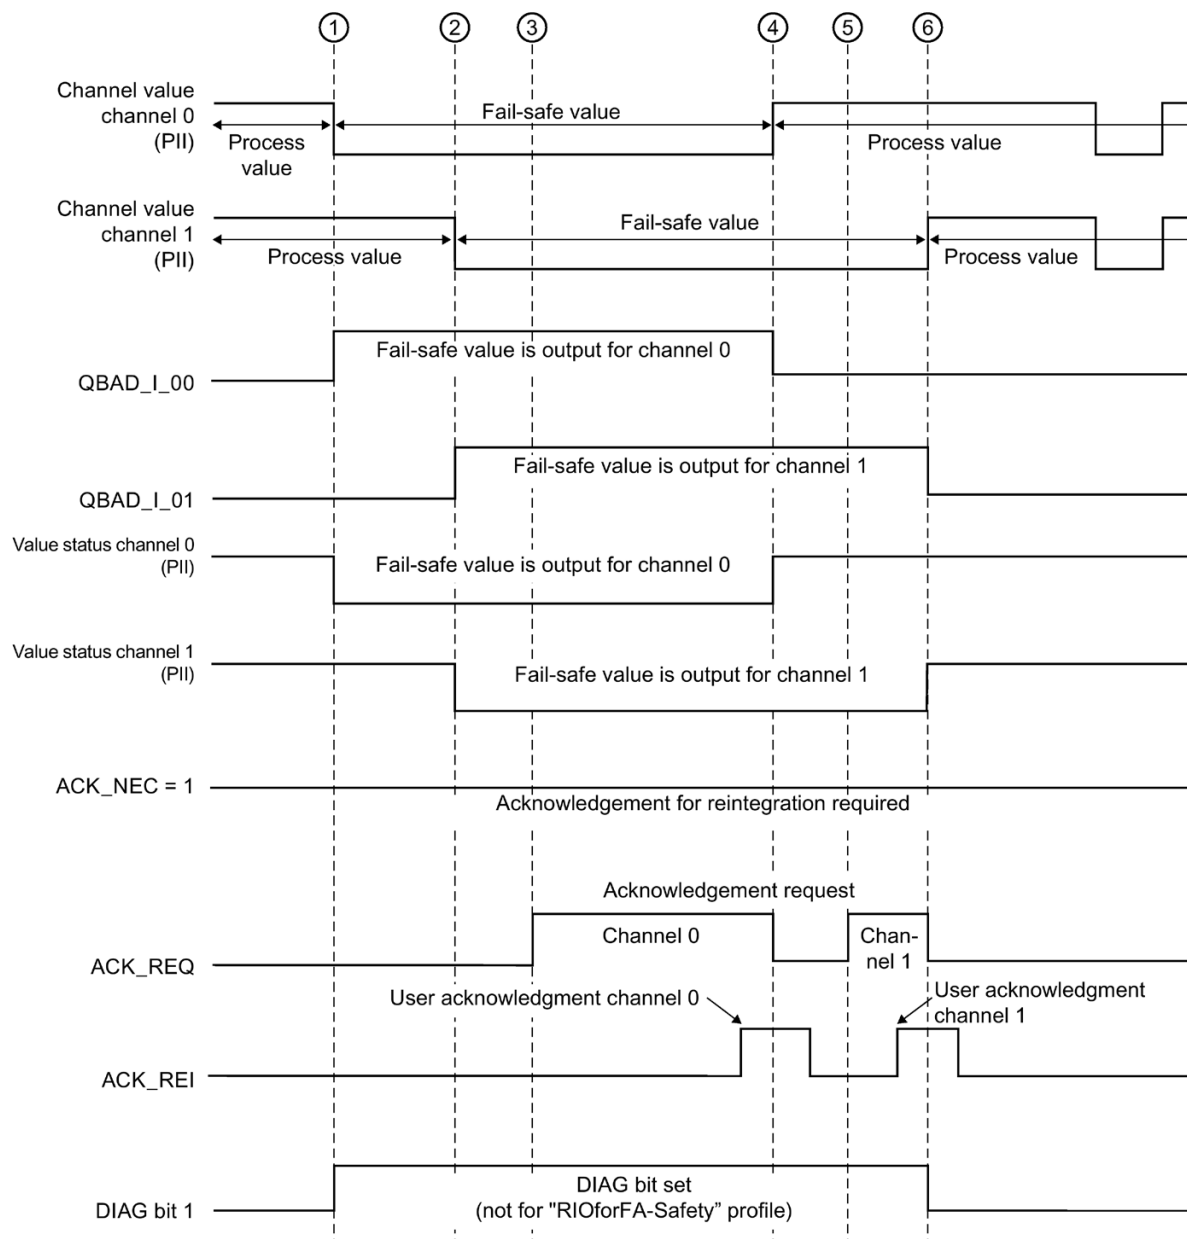 1 2 3 4 5 6
Channel value
channel 0
(PII)
Fail-safe value
Process
value
Process value
Channel value
channel 1
(PII)
Fail-safe value
Process value
Process value
Fail-safe value is output for channel 0
QBAD_I_00
Fail-safe value is output for channel 1
QBAD_I_01
Value status channel 0
(PII)
Fail-safe value is output for channel 0
Value status channel 1
(PII)
Fail-safe value is output for channel 1
ACK_NEC = 1
Acknowledgement for reintegration required
Acknowledgement request
Channel 0
Chan-
nel 1
ACK_REQ
User acknowledgment channel 0
User acknowledgment
channel 1
ACK_REI
DIAG bit set
(not for "RIOforFA-Safety” profile)
DIAG bit 1